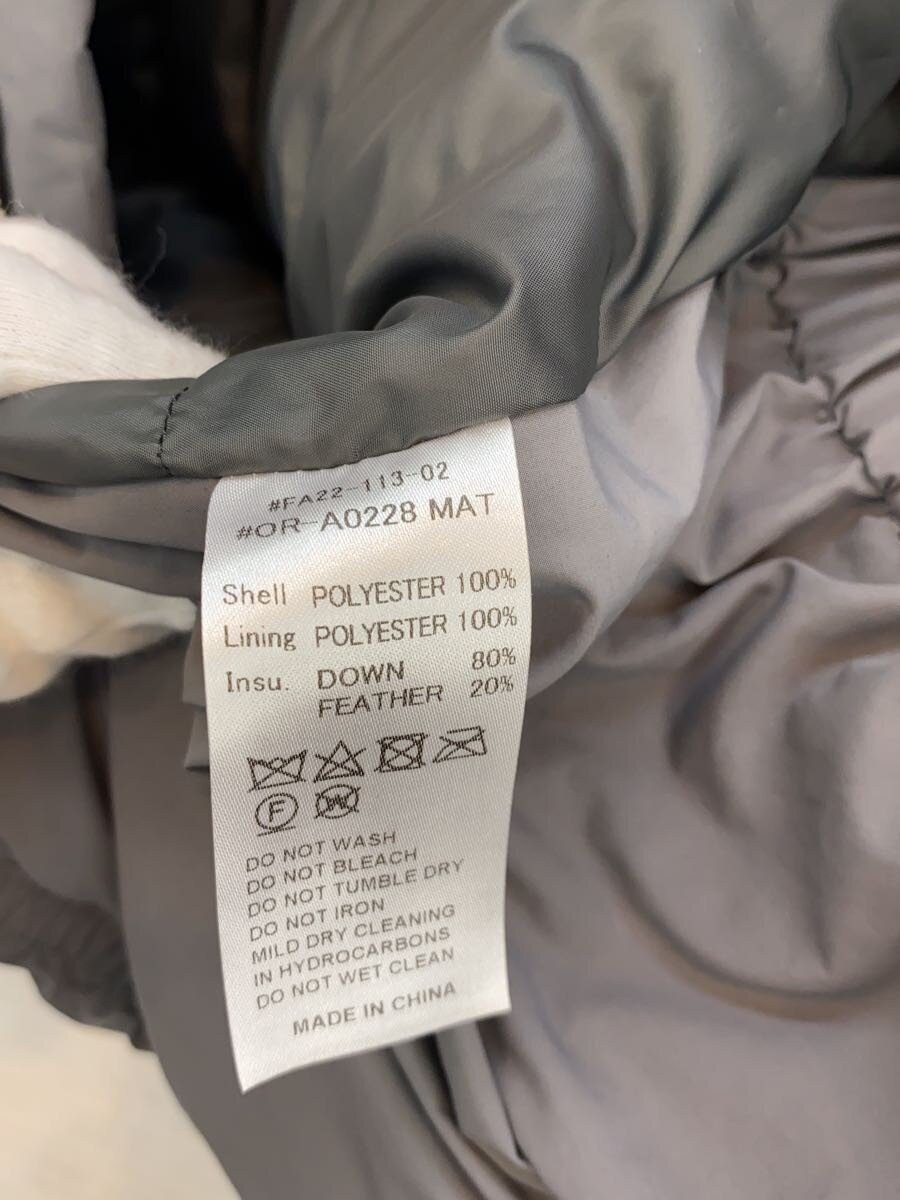 #FA22-113-02
#OR-A0228 MAT
Shell POLYESTER 100%
Lining POLYESTER 100%
Insu. DOWN 80%
FEATHER 20%
F W
DO NOT WASH
DO NOT BLEACH
DO NOT TUMBLE DRY
DO NOT IRON
MILD DRY CLEANING
IN HYDROCARBONS
DO NOT WET CLEAN
MADE IN CHINA